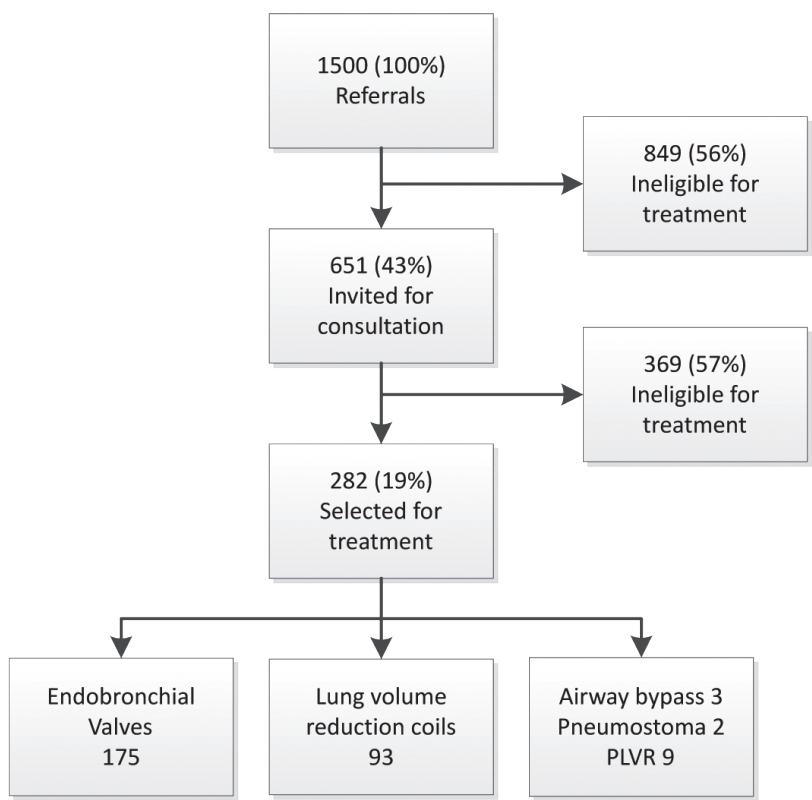 1500 (100%)
Referrals
849 (56%)
Ineligible for
treatment
651 (43%)
Invited for
consultation
369 (57%)
Ineligible for
treatment
282 (19%)
Selected for
treatment
Endobronchial
Valves
175
Lung volume
reduction coils
93
Airway bypass 3
Pneumostoma 2
PLVR 9